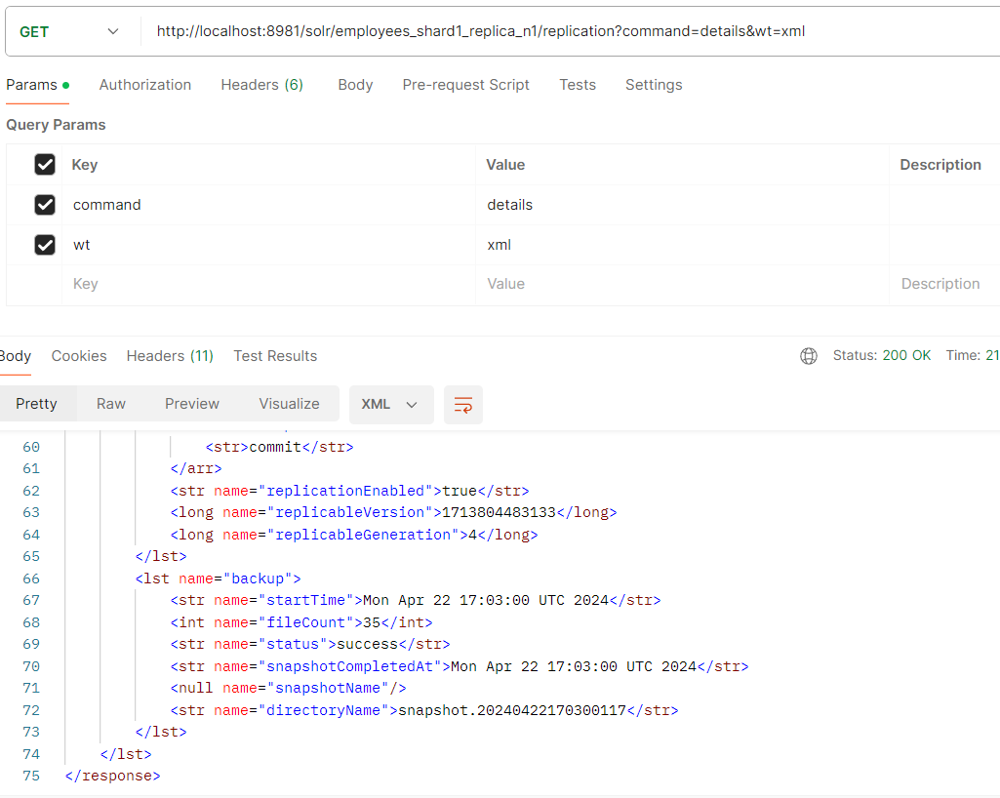 GET http://localhost:8981/solr/employees_shard1_replica_n1/replication?command=details&wt=xml
Params Authorization Headers (6) Body Pre-request Script Tests Settings
Query Params
Key Value Description
command details
wt xml
Key Value Description
Body Cookies Headers (11) Test Results Status: 200 OK Time: 21
Pretty Raw Preview Visualize XML
60 <str>commit</str>
61 </arr>
62 <str name="replicationEnabled">true</str>
63 <long name="replicableVersion">1713804483133</long>
64 <long name="replicableGeneration">4</long>
65 </lst>
66 <lst name="backup">
67 <str name="startTime">Mon Apr 22 17:03:00 UTC 2024</str>
68 <int name="fileCount">35</int>
69 <str name="status">success</str>
70 <str name="snapshotCompletedAt">Mon Apr 22 17:03:00 UTC 2024</str>
71 <null name="snapshotName"/>
72 <str name="directoryName">snapshot.20240422170300117</str>
73 </lst>
74 </lst>
75 </response>